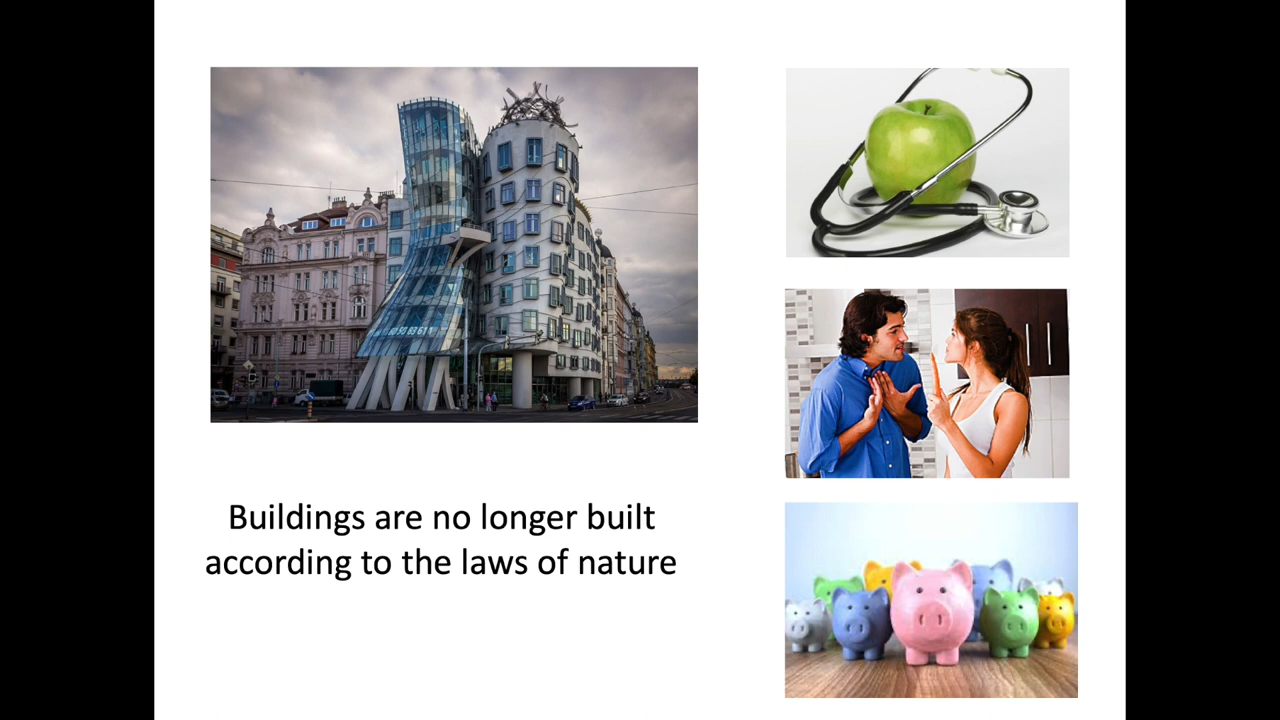 Buildings are no longer built
according to the laws of nature